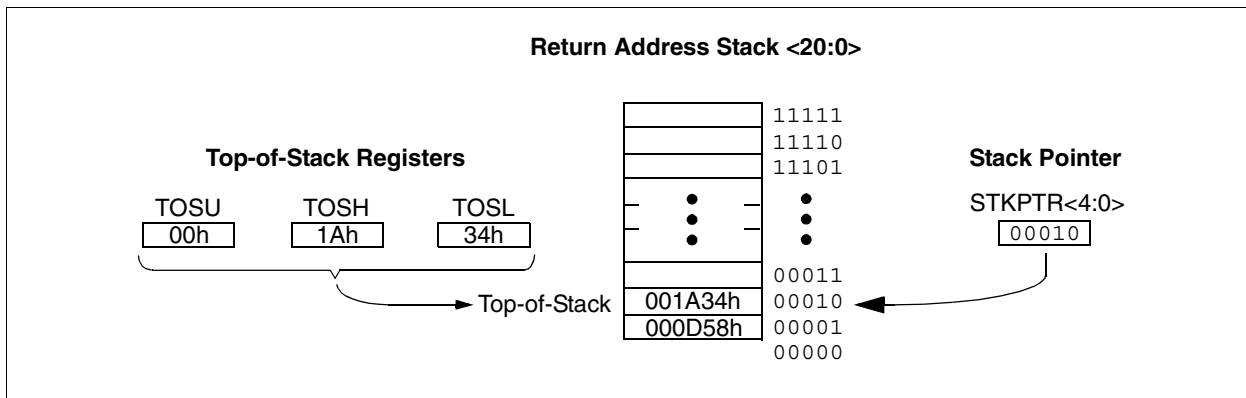 Return Address Stack <20:0>
11111
11110
Top-of-Stack Registers
11101
Stack Pointer
TOSU TOSH TOSL
STKPTR<4:0>
00h 1Ah 34h
00010
00011
Top-of-Stack 001A34h 00010
000D58h 00001
00000